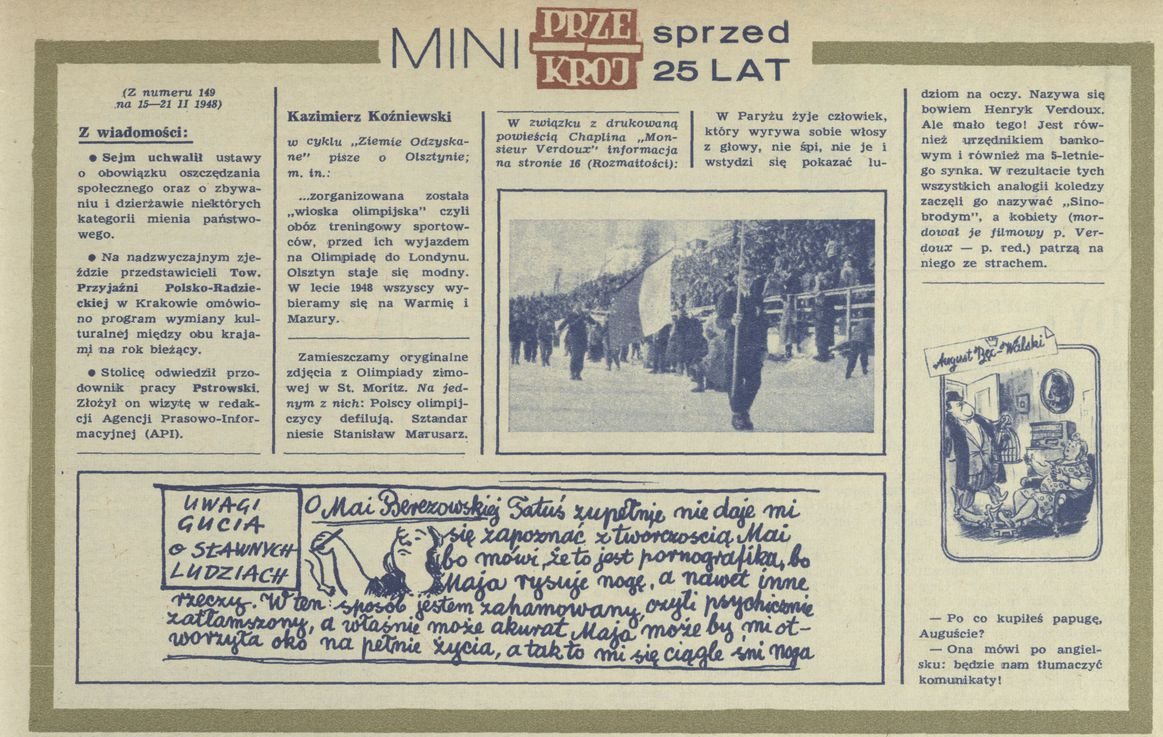 MINI PRZE KROJ sprzed 25 LAT
(Z numeru 149
na 15—21 II 1948)
Z wiadomości:
● Sejm uchwalił ustawy
o obowiązku oszczędzania
społecznego oraz o zbywa-
niu i dzierżawie niektórych
kategorii mienia państwo-
wego.
● Na nadzwyczajnym zje-
ździe przedstawicieli Tow.
Przyjaźni Polsko-Radzie-
ckiej w Krakowie omówio-
no program wymiany kul-
turalnej między obu kraja-
mi na rok bieżący.
● Stolicę odwiedził przo-
downik pracy Pstrowski.
Złożył on wizytę w redak-
cji Agencji Prasowo-Infor-
macyjnej (API).
Kazimierz Koźniewski
w cyklu „Ziemie Odzyska-
ne” pisze o Olsztynie;
m. in.:
...zorganizowana została
„wioska olimpijska” czyli
obóz treningowy sportow-
ców, przed ich wyjazdem
na Olimpiadę do Londynu.
Olsztyn staje się modny.
W lecie 1948 wszyscy wy-
bieramy się na Warmię i
Mazury.
Zamieszczamy oryginalne
zdjęcia z Olimpiady zimo-
wej w St. Moritz. Na jed-
nym z nich: Polscy olimpij-
czycy defilują. Sztandar
niesie Stanisław Marusarz.
W związku z drukowaną
powieścią Chaplina „Mon-
sieur Verdoux” informacja
na stronie 16 (Rozmaitości):
W Paryżu żyje człowiek,
który wyrywa sobie włosy
z głowy, nie śpi, nie je i
wstydzi się pokazać lu-
dziom na oczy. Nazywa się
bowiem Henryk Verdoux.
Ale mało tego! Jest rów-
nież urzędnikiem banko-
wym i również ma 5-letnie-
go synka. W rezultacie tych
wszystkich analogii koledzy
zaczęli go nazywać „Sino-
brodym”, a kobiety (mor-
dował je filmowy p. Ver-
doux — p. red.) patrzą na
niego ze strachem.
August Bęc-Walski
— Po co kupiłeś papugę,
Auguście?
— Ona mówi po angiel-
sku: będzie nam tłumaczyć
komunikaty!
UWAGI
GUCIA
o SŁAWNYCH
LUDZIACH
O Mai Berezowskiej Tatuś zupełnie nie daje mi
się zapoznać z twórczością Mai
bo mówi, że to jest pornografika, bo
Maja rysuje nogę, a nawet inne
rzeczy. W ten sposób jestem zahamowany czyli psychicznie
zatłamszony, a właśnie może akurat Maja może by mi ot-
worzyła oko na pełnię życia, a tak to mi się ciągle śni noga